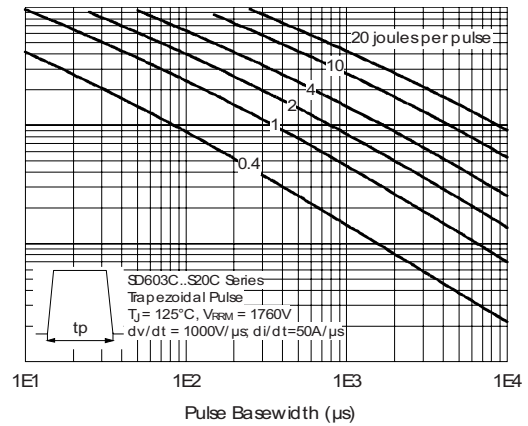 20 joules per pulse
10
4
2
1
0.4
SD603C..S20C Series
Trapezoidal Pulse
TJ = 125°C, VRRM = 1760V
dv/dt = 1000V/µs; di/dt=50A/µs
tp
1E1 1E2 1E3 1E4
Pulse Basewidth (µs)